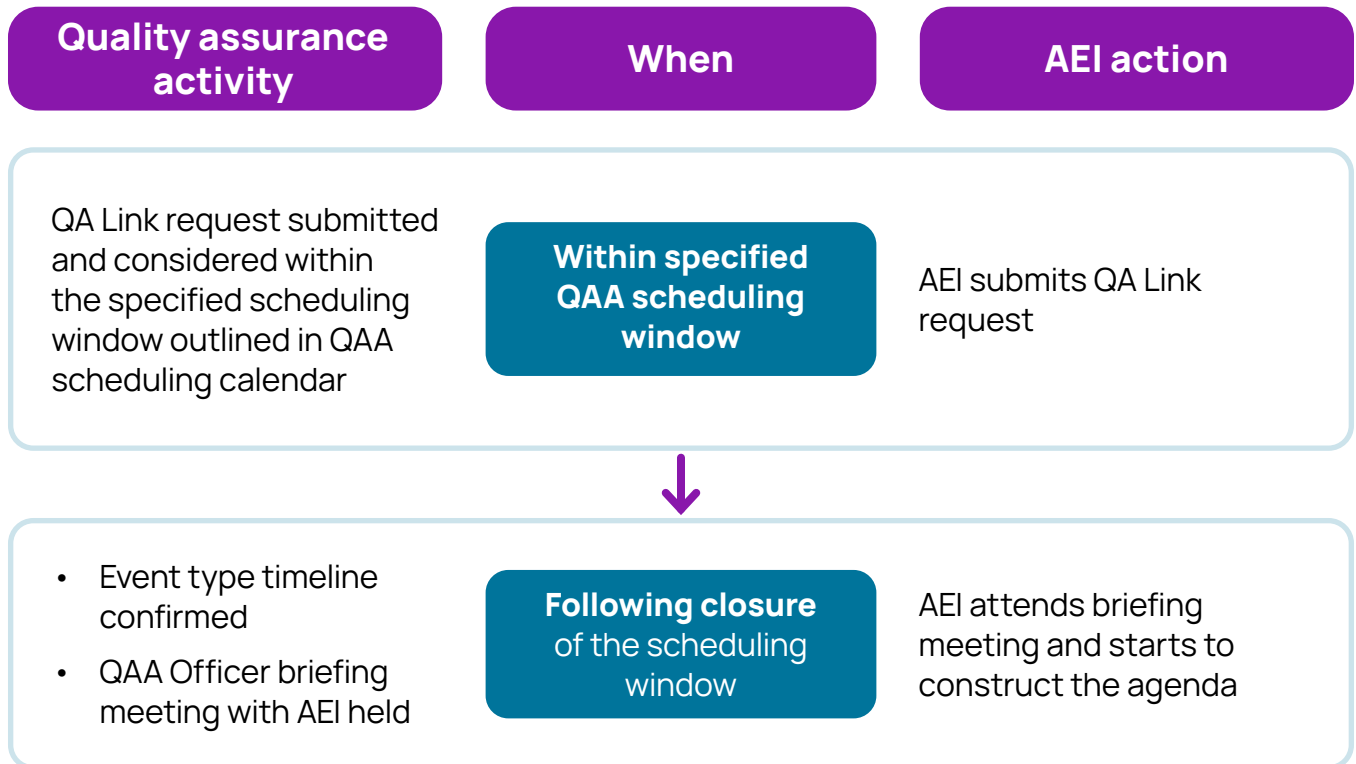 Quality assurance
activity
When
AEI action
QA Link request submitted
and considered within
the specified scheduling
window outlined in QAA
scheduling calendar
Within specified
QAA scheduling
window
AEI submits QA Link
request
• Event type timeline
confirmed
• QAA Officer briefing
meeting with AEI held
Following closure
of the scheduling
window
AEI attends briefing
meeting and starts to
construct the agenda